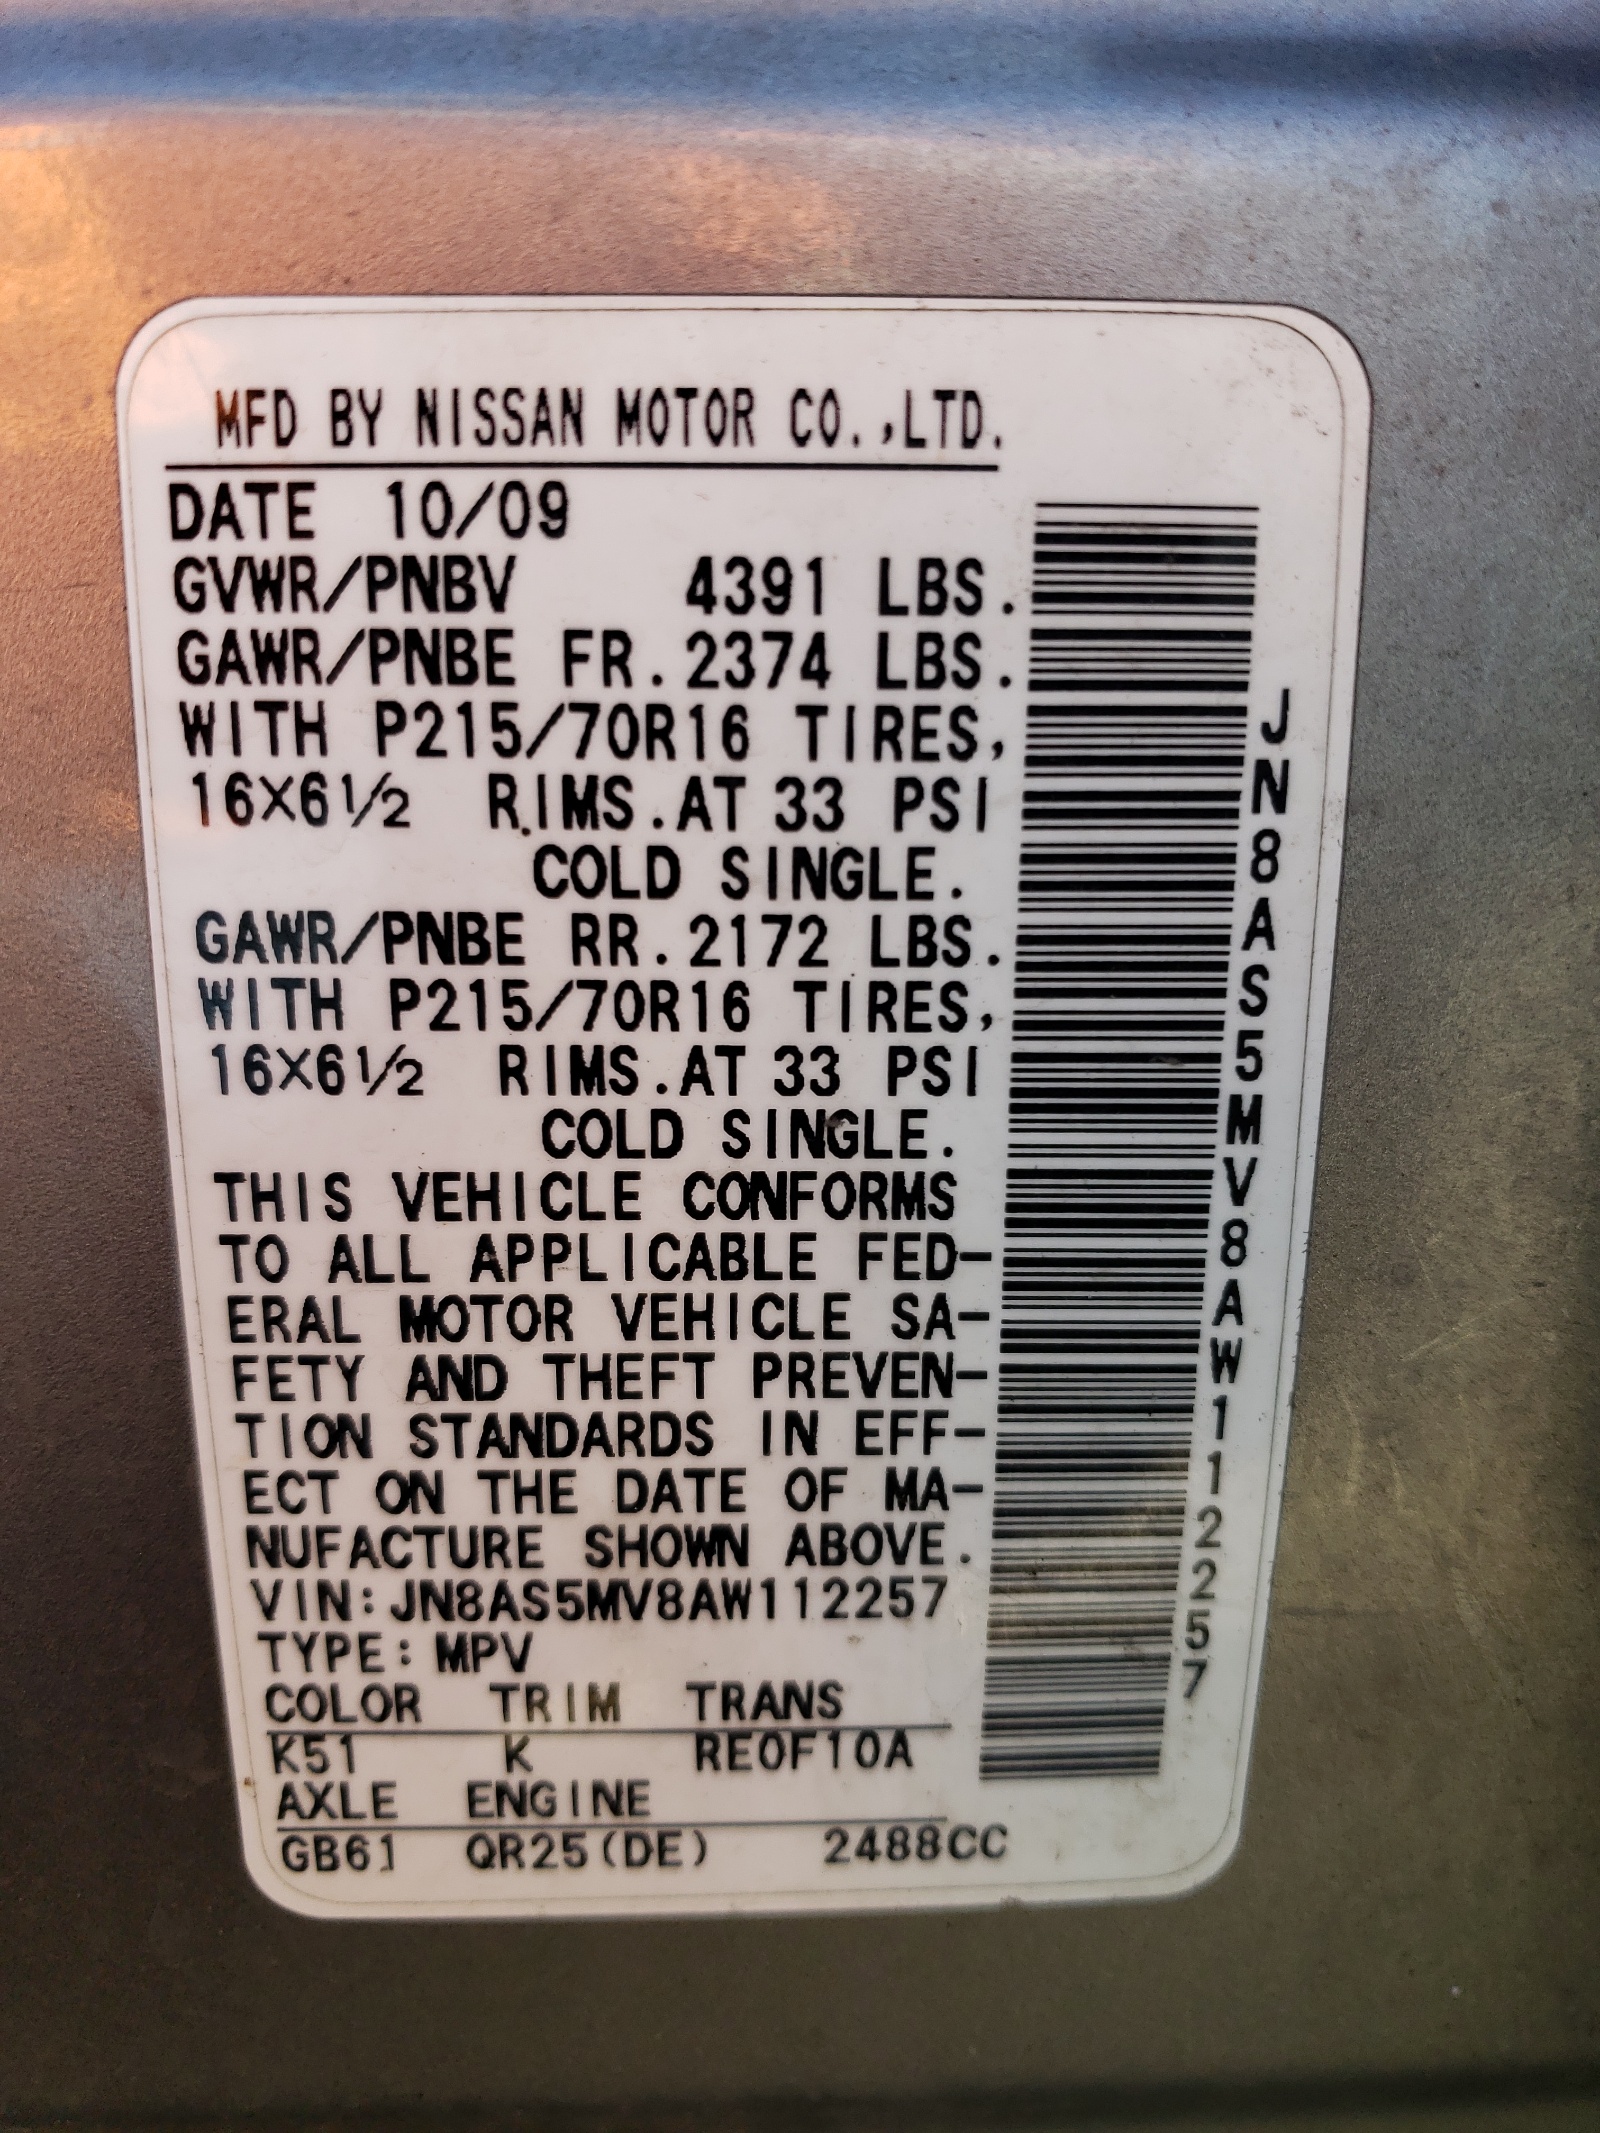 MFD BY NISSAN MOTOR CO.,LTD.
DATE 10/09
GVWR/PNBV 4391 LBS.
GAWR/PNBE FR.2374 LBS.
WITH P215/70R16 TIRES,
16X6½ RIMS.AT 33 PSI
COLD SINGLE.
GAWR/PNBE RR.2172 LBS.
WITH P215/70R16 TIRES,
16X6½ RIMS.AT 33 PSI
COLD SINGLE.
THIS VEHICLE CONFORMS
TO ALL APPLICABLE FED-
ERAL MOTOR VEHICLE SA-
FETY AND THEFT PREVEN-
TION STANDARDS IN EFF-
ECT ON THE DATE OF MA-
NUFACTURE SHOWN ABOVE.
VIN:JN8AS5MV8AW112257
TYPE:MPV
COLOR TRIM TRANS
K51 K RE0F10A
AXLE ENGINE
GB61 QR25(DE) 2488CC
JN8AS5MV8AW112257